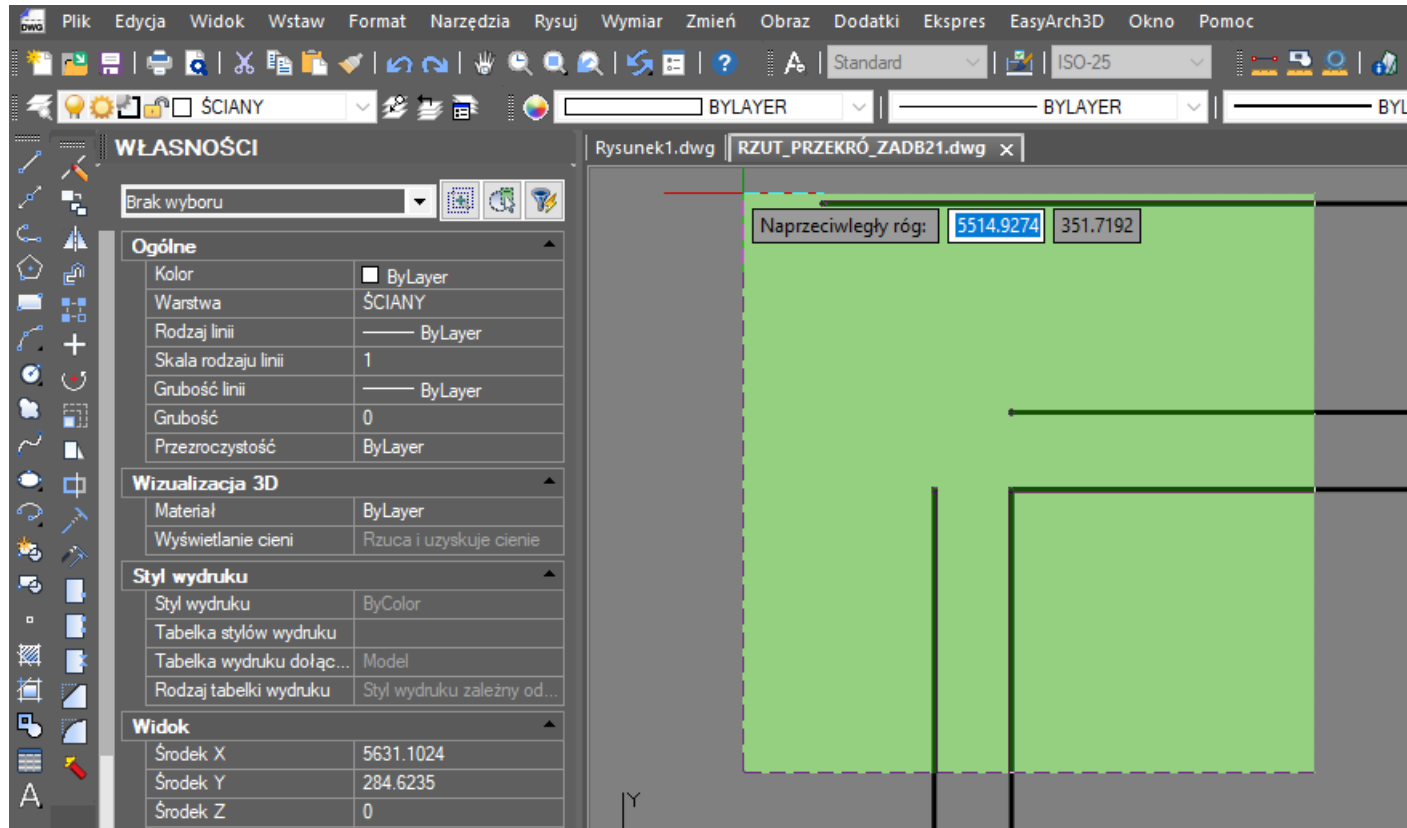 DWG Plik Edycja Widok Wstaw Format Narzędzia Rysuj Wymiar Zmień Obraz Dodatki Ekspres EasyArch3D Okno Pomoc
Standard ISO-25
ŚCIANY BYLAYER BYLAYER BYL
WŁASNOŚCI
Rysunek1.dwg RZUT_PRZEKRÓ_ZADB21.dwg
Brak wyboru
Naprzeciwległy róg: 5514.9274 351.7192
Ogólne
Kolor ByLayer
Warstwa ŚCIANY
Rodzaj linii ByLayer
Skala rodzaju linii 1
Grubość linii ByLayer
Grubość 0
Przezroczystość ByLayer
Wizualizacja 3D
Materiał ByLayer
Wyświetlanie cieni Rzuca i uzyskuje cienie
Styl wydruku
Styl wydruku ByColor
Tabelka stylów wydruku
Tabelka wydruku dołąc... Model
Rodzaj tabelki wydruku Styl wydruku zależny od...
Widok
Środek X 5631.1024
Środek Y 284.6235
Środek Z 0
Y
A